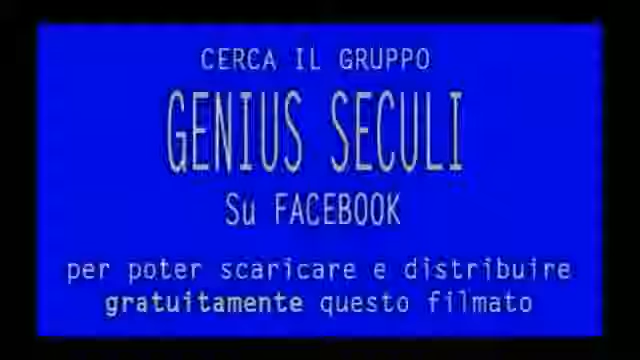 CERCA IL GRUPPO
GENIUS SECULI
Su FACEBOOK
per poter scaricare e distribuire
gratuitamente questo filmato